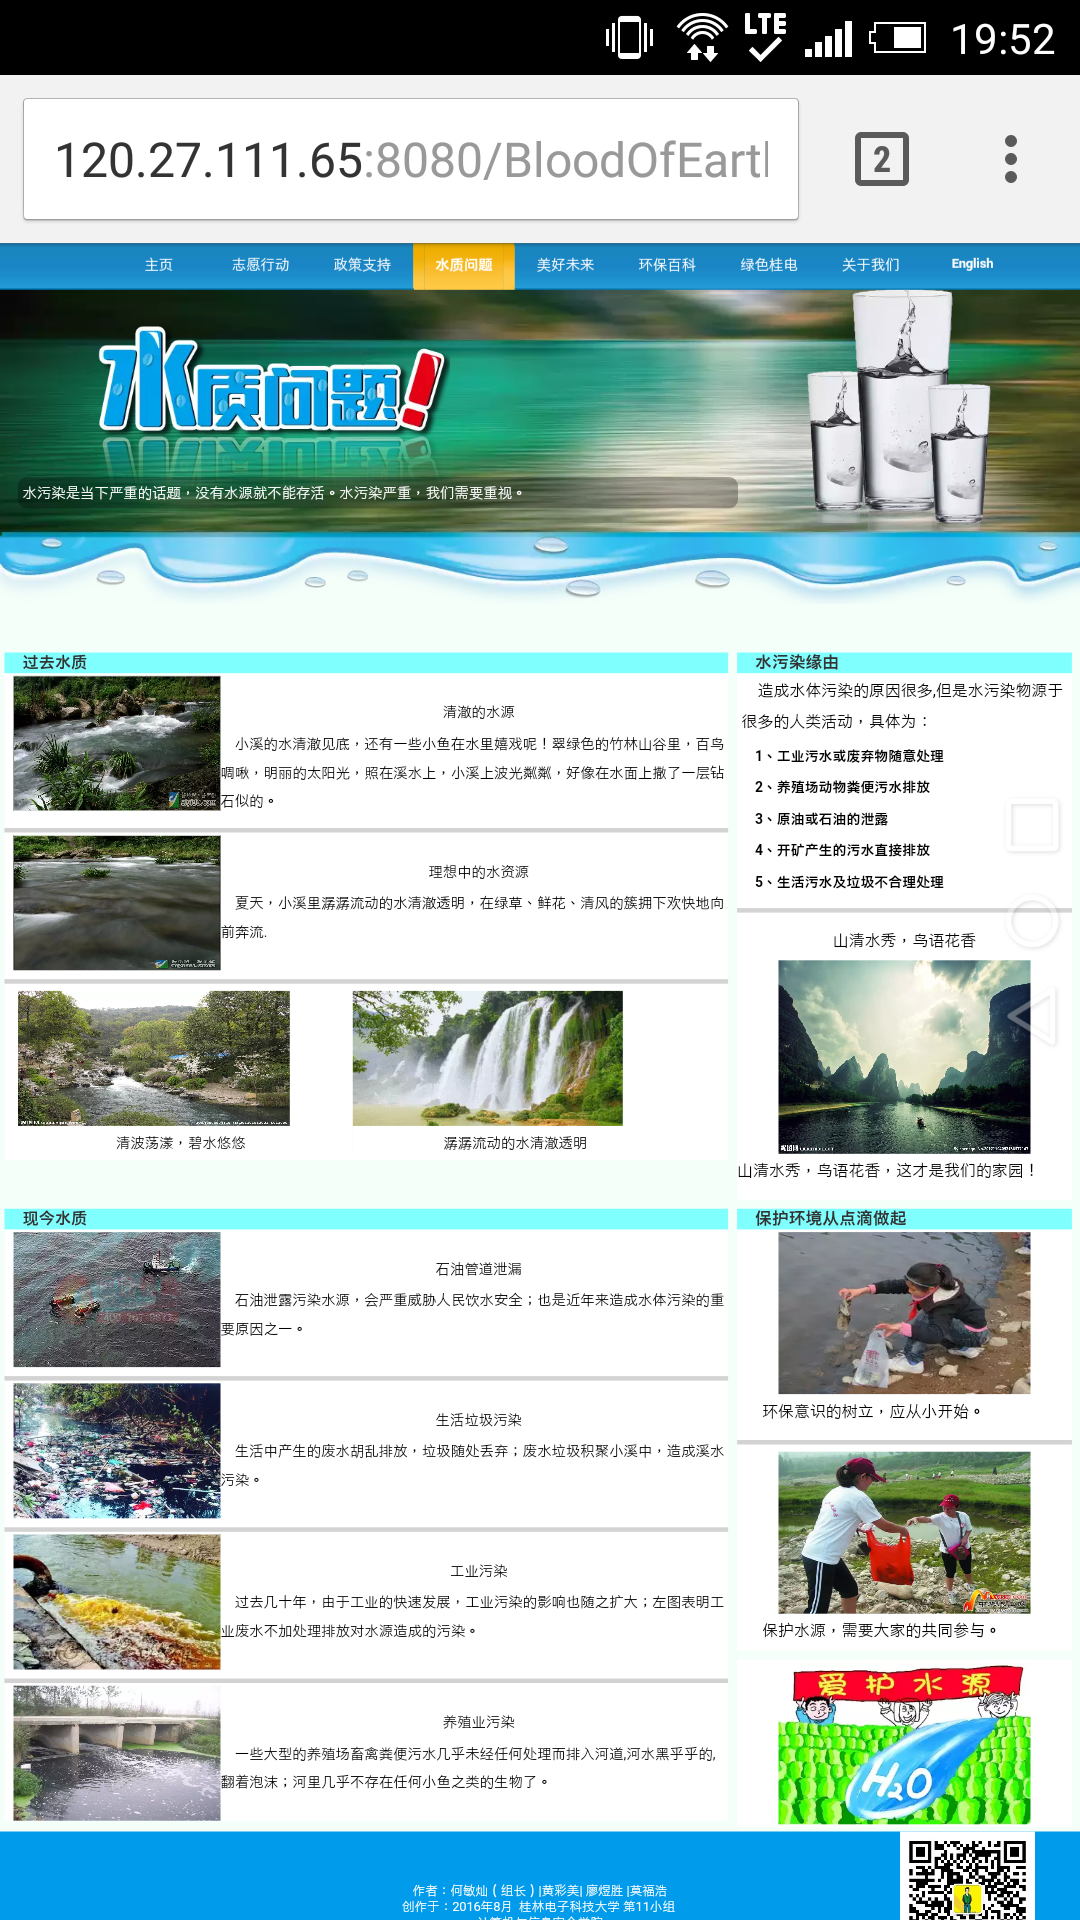 LTE
19:52
120.27.111.65:8080/BloodOfEart
2
主页 志愿行动 政策支持 水质问题 美好未来 环保百科 绿色桂电 关于我们 English
水质问题!
水污染是当下严重的话题，没有水源就不能存活。水污染严重，我们需要重视。
过去水质
清澈的水源
小溪的水清澈见底，还有一些小鱼在水里嬉戏呢！翠绿色的竹林山谷里，百鸟
啁啾，明丽的太阳光，照在溪水上，小溪上波光粼粼，好像在水面上撒了一层钻
石似的。
理想中的水资源
夏天，小溪里潺潺流动的水清澈透明，在绿草、鲜花、清风的簇拥下欢快地向
前奔流.
清波荡漾，碧水悠悠
潺潺流动的水清澈透明
水污染缘由
造成水体污染的原因很多,但是水污染物源于
很多的人类活动，具体为：
1、工业污水或废弃物随意处理
2、养殖场动物粪便污水排放
3、原油或石油的泄露
4、开矿产生的污水直接排放
5、生活污水及垃圾不合理处理
山清水秀，鸟语花香
山清水秀，鸟语花香，这才是我们的家园！
现今水质
石油管道泄漏
石油泄露污染水源，会严重威胁人民饮水安全；也是近年来造成水体污染的重
要原因之一。
生活垃圾污染
生活中产生的废水胡乱排放，垃圾随处丢弃；废水垃圾积聚小溪中，造成溪水
污染。
工业污染
过去几十年，由于工业的快速发展，工业污染的影响也随之扩大；左图表明工
业废水不加处理排放对水源造成的污染。
养殖业污染
一些大型的养殖场畜禽粪便污水几乎未经任何处理而排入河道,河水黑乎乎的,
翻着泡沫；河里几乎不存在任何小鱼之类的生物了。
保护环境从点滴做起
环保意识的树立，应从小开始。
保护水源，需要大家的共同参与。
爱护水源
H2O
作者：何敏灿（组长）|黄彩美| 廖煜胜 |莫福浩
创作于：2016年8月 桂林电子科技大学 第11小组